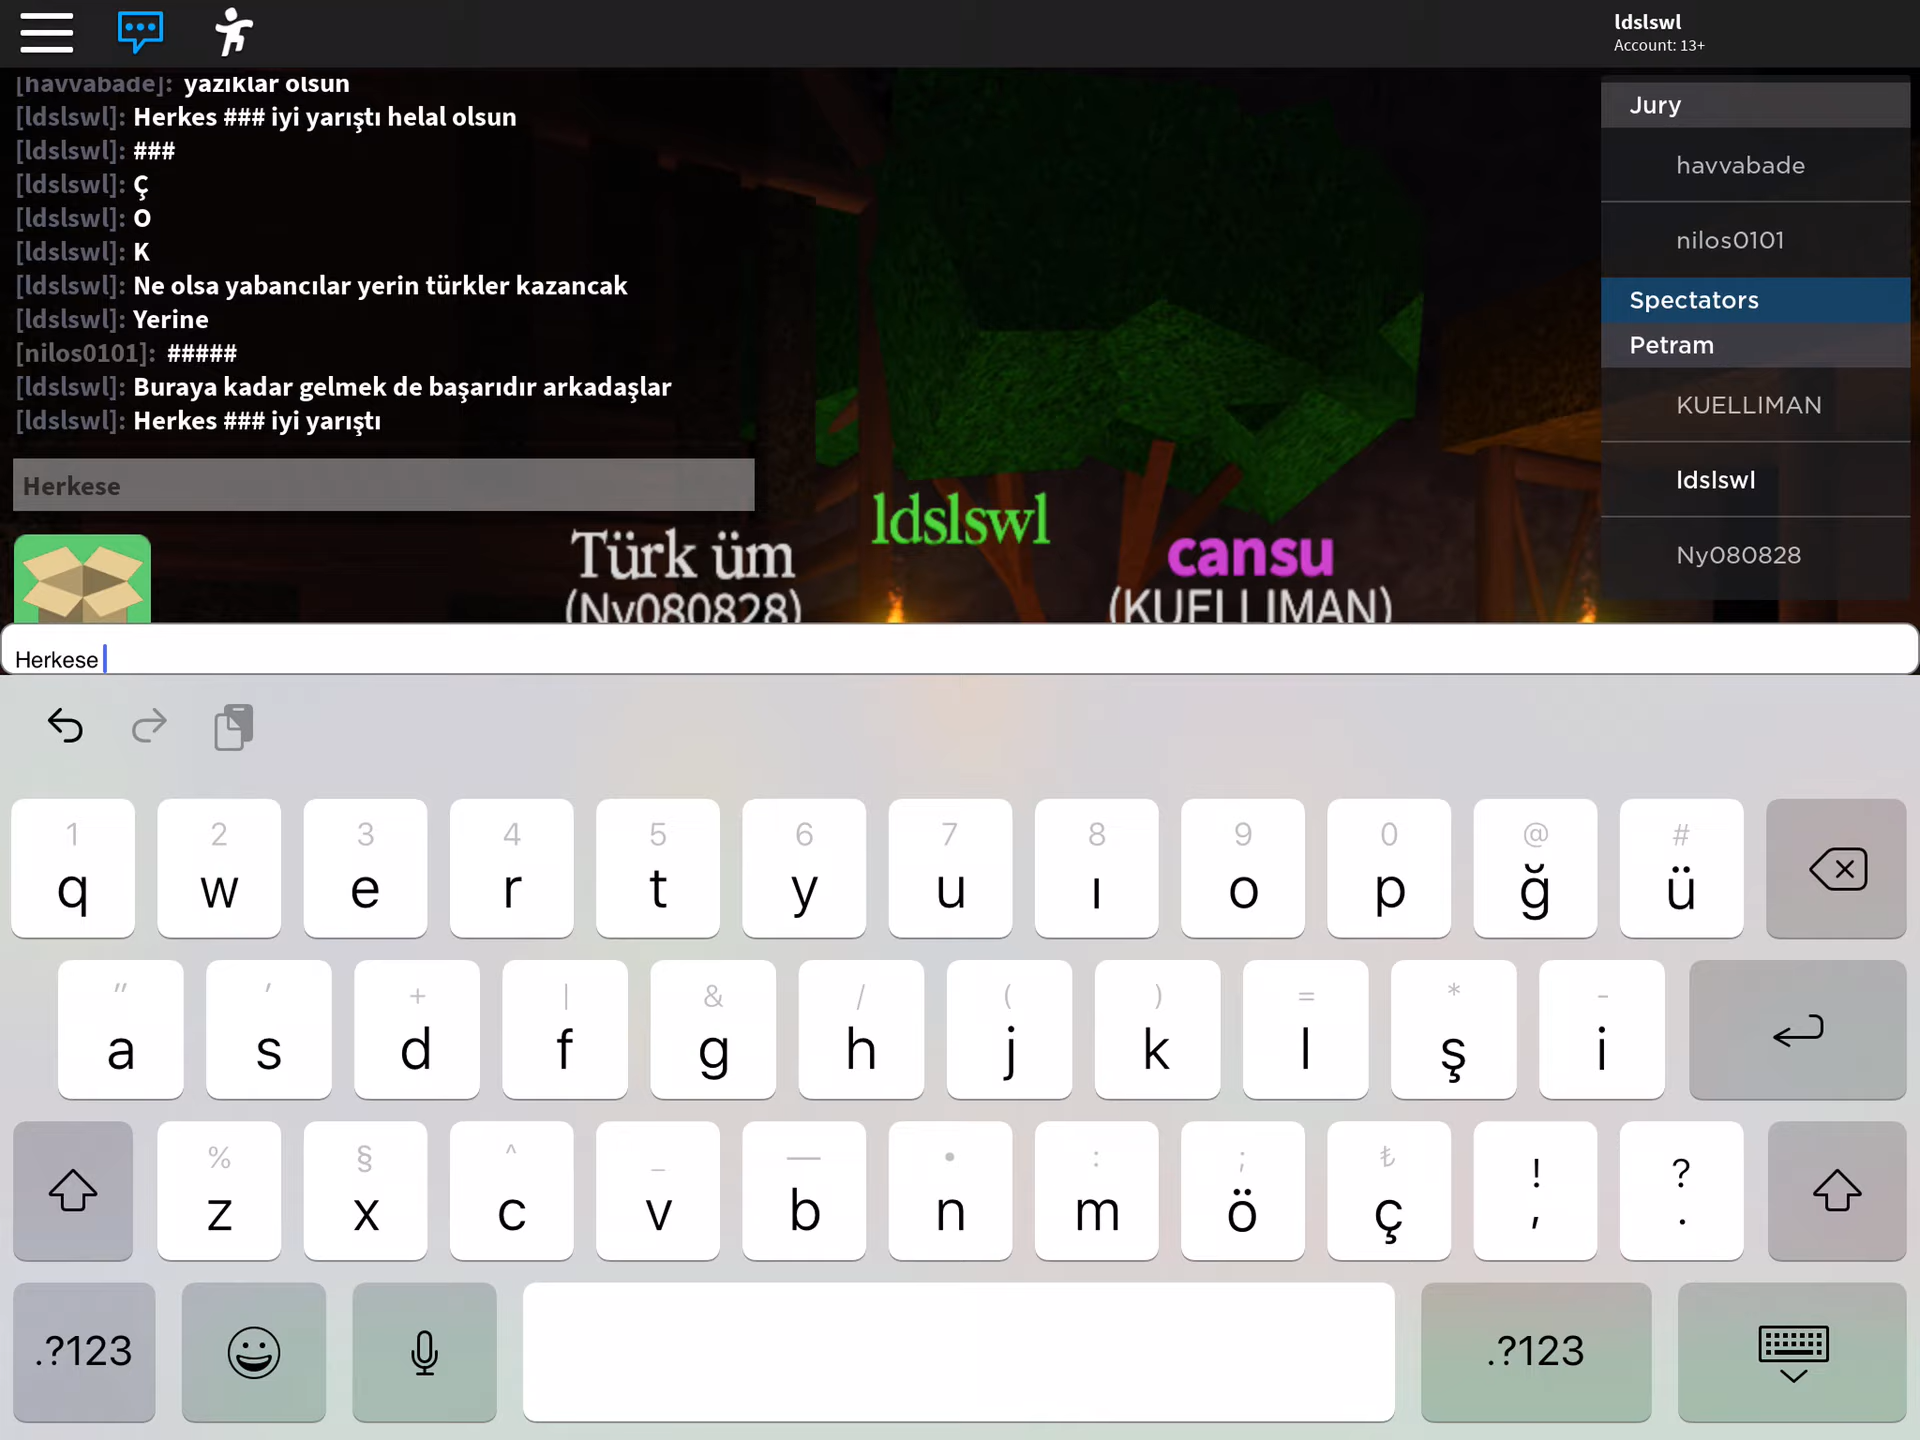 ldslswl
Account: 13+
[havvabade]: yazıklar olsun
[ldslswl]: Herkes ### iyi yarıştı helal olsun
[ldslswl]: ###
[ldslswl]: Ç
[ldslswl]: O
[ldslswl]: K
[ldslswl]: Ne olsa yabancılar yerin türkler kazancak
[ldslswl]: Yerine
[nilos0101]: #####
[ldslswl]: Buraya kadar gelmek de başarıdır arkadaşlar
[ldslswl]: Herkes ### iyi yarıştı
Herkese
Jury
havvabade
nilos0101
Spectators
Petram
KUELLIMAN
ldslswl
Ny080828
ldslswl
Türk üm
(Ny080828)
cansu
(KUELLIMAN)
Herkese
1 2 3 4 5 6 7 8 9 0 @ #
q w e r t y u ı o p ğ ü
" ' + | & / ( ) = * -
a s d f g h j k l ş i
% § ^ _ — • : ; ₺ ! ?
z x c v b n m ö ç , .
.?123 .?123